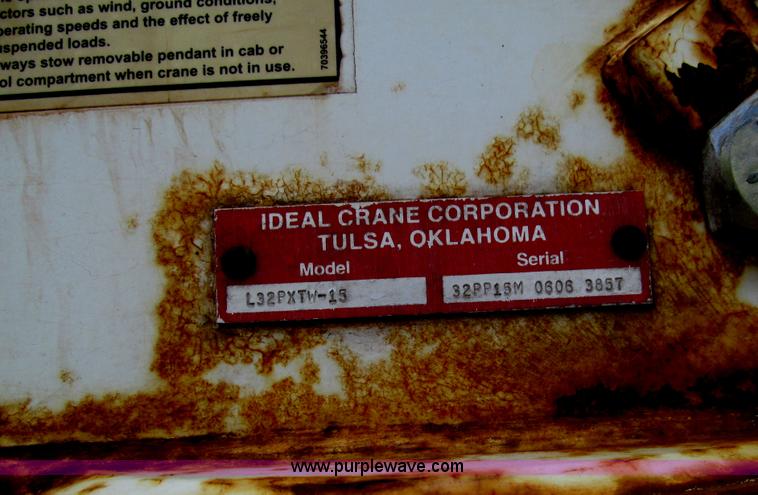 ctors such as wind, ground conditions,
perating speeds and the effect of freely
uspended loads.
ways stow removable pendant in cab or
ol compartment when crane is not in use.
70396544
IDEAL CRANE CORPORATION
TULSA, OKLAHOMA
Model Serial
L32PXTW-15 32PP15M 0606 3857
www.purplewave.com